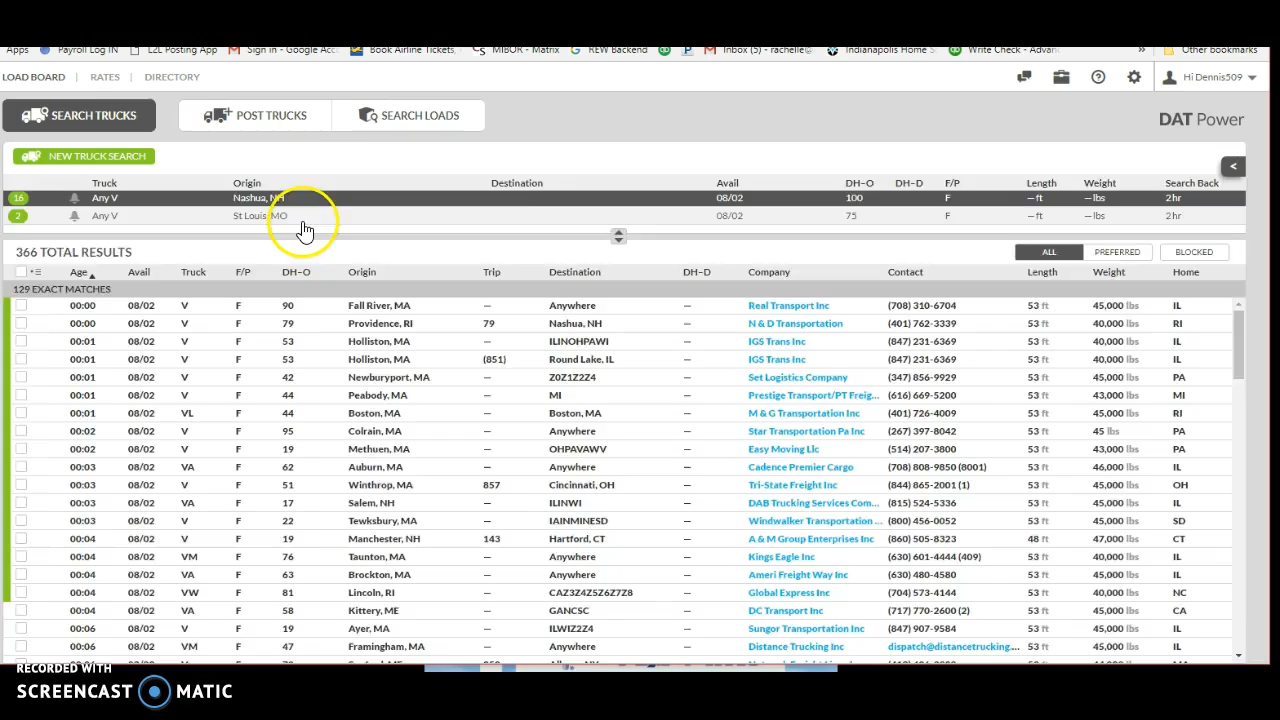 Apps Payroll Log IN L2L Posting App Sign in - Google Acc Book Airline Tickets, MIBOR - Matrix REW Backend Inbox (5) - rachelle@ Indianapolis Home S Write Check - Advan » Other bookmarks
LOAD BOARD | RATES | DIRECTORY Hi Dennis509
SEARCH TRUCKS POST TRUCKS SEARCH LOADS DAT Power
NEW TRUCK SEARCH <
Truck Origin Destination Avail DH–O DH–D F/P Length Weight Search Back
16 Any V Nashua, NH 08/02 100 F – ft – lbs 2hr
2 Any V St Louis, MO 08/02 75 F – ft – lbs 2hr
366 TOTAL RESULTS ALL PREFERRED BLOCKED
Age Avail Truck F/P DH–O Origin Trip Destination DH–D Company Contact Length Weight Home
129 EXACT MATCHES
00:00 08/02 V F 90 Fall River, MA – Anywhere – Real Transport Inc (708) 310-6704 53 ft 45,000 lbs IL
00:00 08/02 V F 79 Providence, RI 79 Nashua, NH – N & D Transportation (401) 762-3339 53 ft 40,000 lbs RI
00:01 08/02 V F 53 Holliston, MA – ILINOHPAWI – IGS Trans Inc (847) 231-6369 53 ft 40,000 lbs IL
00:01 08/02 V F 53 Holliston, MA (851) Round Lake, IL – IGS Trans Inc (847) 231-6369 53 ft 40,000 lbs IL
00:01 08/02 V F 42 Newburyport, MA – Z0Z1Z2Z4 – Set Logistics Company (347) 856-9929 53 ft 45,000 lbs PA
00:01 08/02 V F 44 Peabody, MA – MI – Prestige Transport/PT Freig... (616) 669-5200 53 ft 43,000 lbs MI
00:01 08/02 VL F 44 Boston, MA – Boston, MA – M & G Transportation Inc (401) 726-4009 53 ft 45,000 lbs RI
00:02 08/02 V F 95 Colrain, MA – Anywhere – Star Transportation Pa Inc (267) 397-8042 53 ft 45 lbs PA
00:02 08/02 V F 19 Methuen, MA – OHPAVAWV – Easy Moving Llc (514) 207-3800 53 ft 43,000 lbs PA
00:03 08/02 VA F 62 Auburn, MA – Anywhere – Cadence Premier Cargo (708) 808-9850 (8001) 53 ft 46,000 lbs IL
00:03 08/02 V F 51 Winthrop, MA 857 Cincinnati, OH – Tri-State Freight Inc (844) 865-2001 (1) 53 ft 45,000 lbs OH
00:03 08/02 VA F 17 Salem, NH – ILINWI – DAB Trucking Services Com... (815) 524-5336 53 ft 45,000 lbs IL
00:03 08/02 V F 22 Tewksbury, MA – IAINMINESD – Windwalker Transportation ... (800) 456-0052 53 ft 45,000 lbs SD
00:04 08/02 V F 19 Manchester, NH 143 Hartford, CT – A & M Group Enterprises Inc (860) 505-8323 48 ft 47,000 lbs CT
00:04 08/02 VM F 76 Taunton, MA – Anywhere – Kings Eagle Inc (630) 601-4444 (409) 53 ft 40,000 lbs IL
00:04 08/02 VA F 63 Brockton, MA – Anywhere – Ameri Freight Way Inc (630) 480-4580 53 ft 40,000 lbs IL
00:04 08/02 VW F 81 Lincoln, RI – CAZ3Z4Z5Z6Z7Z8 – Global Express Inc (704) 573-4144 53 ft 40,000 lbs NC
00:04 08/02 VA F 58 Kittery, ME – GANCSC – DC Transport Inc (717) 770-2600 (2) 53 ft 45,000 lbs CA
00:06 08/02 V F 19 Ayer, MA – ILWIZ2Z4 – Sungor Transportation Inc (847) 907-9584 53 ft 45,000 lbs IL
00:06 08/02 VM F 47 Framingham, MA – Anywhere – Distance Trucking Inc dispatch@distancetrucking.... 53 ft 45,000 lbs IL
RECORDED WITH
SCREENCAST MATIC